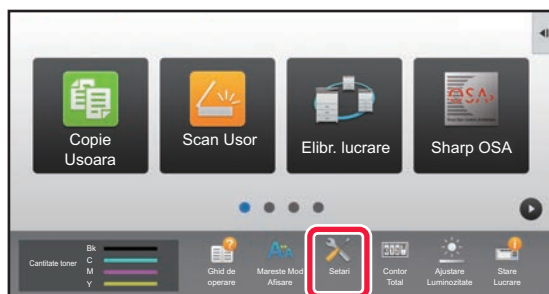 Copie
Usoara
Scan Usor
Elibr. lucrare
OSA
Sharp OSA
Cantitate toner
Bk
C
M
Y
Ghid de
operare
Mareste Mod
Afisare
Setari
Contor
Total
Ajustare
Luminozitate
Stare
Lucrare